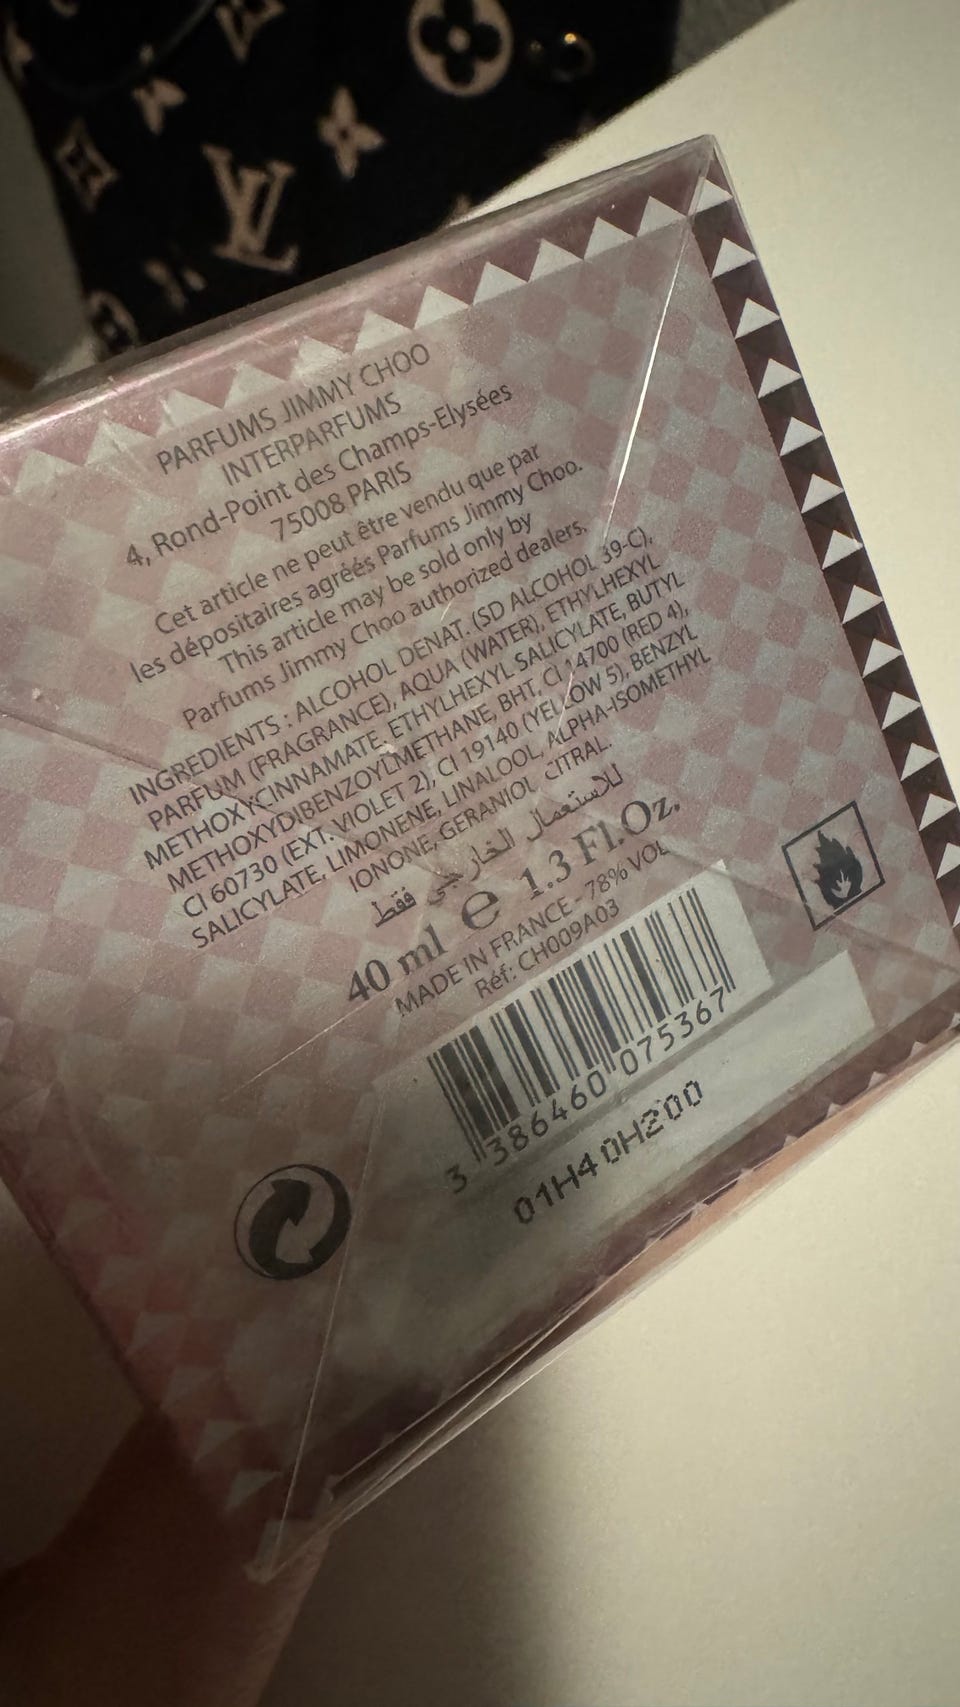 PARFUMS JIMMY CHOO
INTERPARFUMS
4, Rond-Point des Champs-Elysées
75008 PARIS
Cet article ne peut être vendu que par
les dépositaires agréés Parfums Jimmy Choo.
This article may be sold only by
Parfums Jimmy Choo authorized dealers.
INGREDIENTS : ALCOHOL DENAT. (SD ALCOHOL 39-C),
PARFUM (FRAGRANCE), AQUA (WATER), ETHYLHEXYL
METHOXYCINNAMATE, ETHYLHEXYL SALICYLATE, BUTYL
METHOXYDIBENZOYLMETHANE, BHT, CI 14700 (RED 4),
CI 60730 (EXT. VIOLET 2), CI 19140 (YELLOW 5), BENZYL
SALICYLATE, LIMONENE, LINALOOL, ALPHA-ISOMETHYL
IONONE, GERANIOL, CITRAL.
للاستعمال الخارجي فقط
40 ml e 1.3 Fl.Oz.
MADE IN FRANCE - 78% VOL
Réf: CH009A03
3 386460 075367
01H40H200
LV